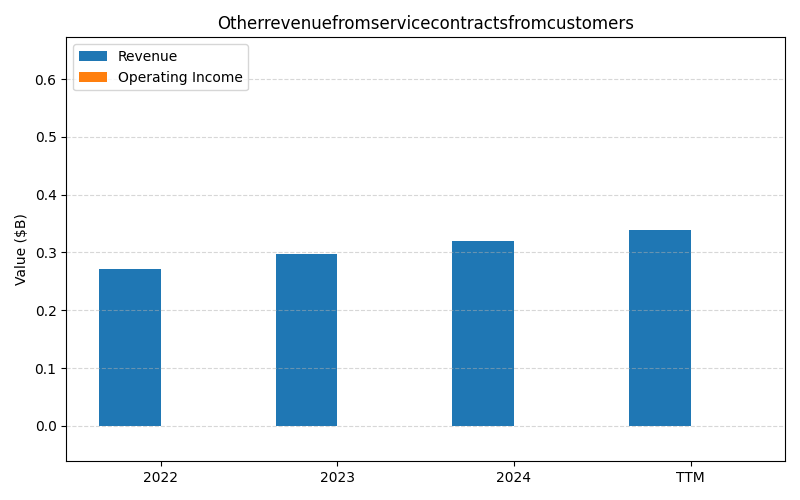 Otherrevenuefromservicecontractsfromcustomers
Revenue
Operating Income
Value ($B)
0.6
0.5
0.4
0.3
0.2
0.1
0.0
2022 2023 2024 TTM